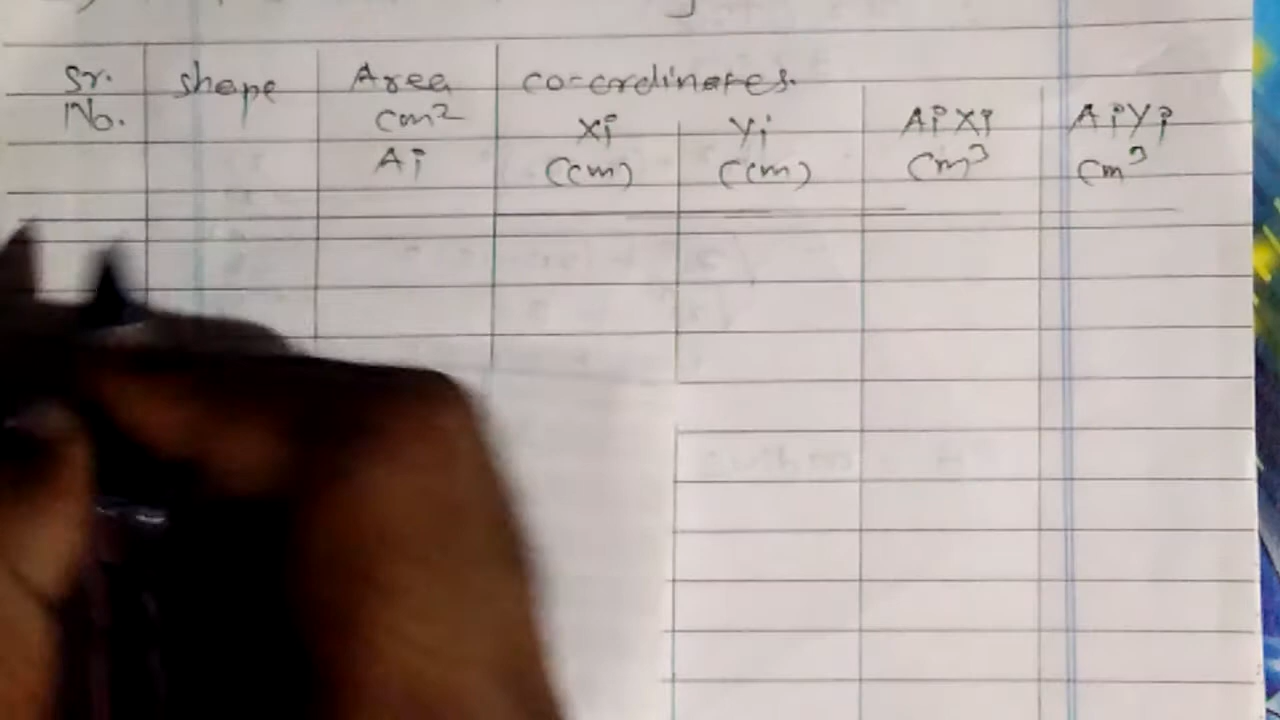 Sr. No.
shape
Area cm2 Ai
co-ordinates.
Xi (cm)
Yi (cm)
AiXi cm3
AiYi cm3